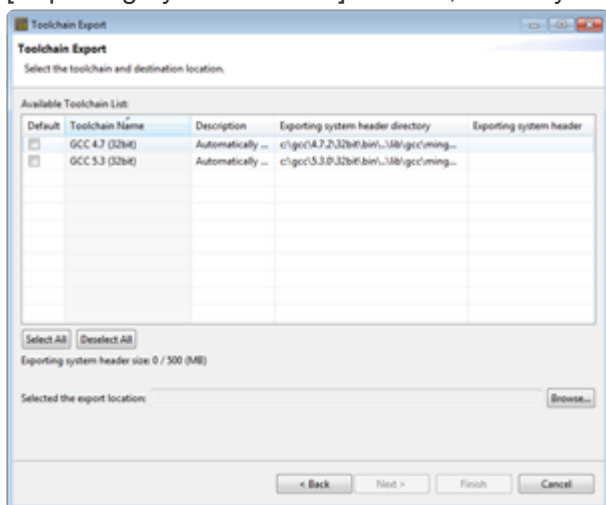 Toolchain Export
Toolchain Export
Select the toolchain and destination location.
Available Toolchain List:
Default Toolchain Name Description Exporting system header directory Exporting system header
GCC 4.7 (32bit) Automatically ... c:\gcc\4.7.2\32bit\bin\..\lib\gcc\ming...
GCC 5.3 (32bit) Automatically ... c:\gcc\5.3.0\32bit\bin\..\lib\gcc\ming...
Select All Deselect All
Exporting system header size: 0 / 500 (MB)
Selected the export location: Browse...
< Back Next > Finish Cancel